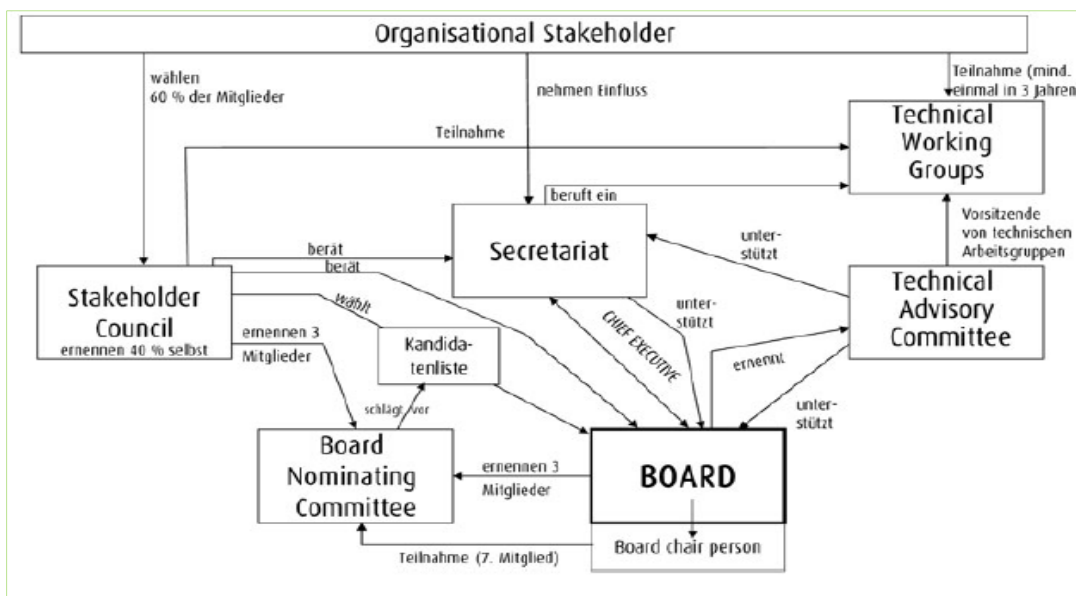 Organisational Stakeholder
wählen
60 % der Mitglieder
nehmen Einfluss
Teilnahme (mind.
einmal in 3 Jahren)
Teilnahme
Technical
Working
Groups
beruft ein
Secretariat
Vorsitzende
von technischen
Arbeitsgruppen
unter-
stützt
berät
berät
Stakeholder
Council
ernennen 40 % selbst
wählt
ernennen 3
Mitglieder
Kandida-
tenliste
CHIEF EXECUTIVE
unter-
stützt
ernennt
Technical
Advisory
Committee
unter-
stützt
schlägt vor
Board
Nominating
Committee
ernennen 3
Mitglieder
BOARD
Board chair person
Teilnahme (7. Mitglied)